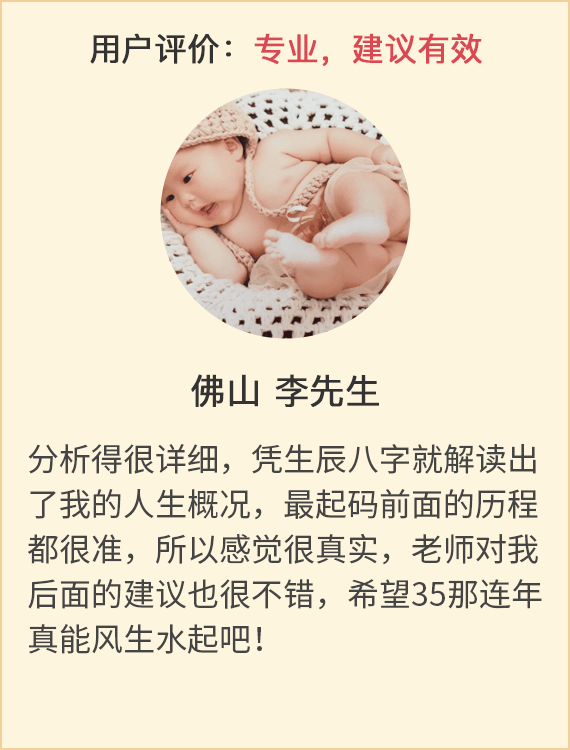 用户评价：专业，建议有效
佛山 李先生
分析得很详细，凭生辰八字就解读出
了我的人生概况，最起码前面的历程
都很准，所以感觉很真实，老师对我
后面的建议也很不错，希望35那连年
真能风生水起吧！